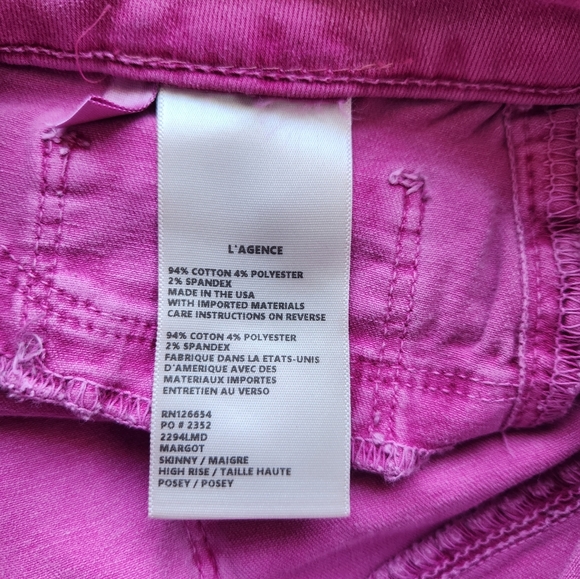 L'AGENCE
94% COTTON 4% POLYESTER
2% SPANDEX
MADE IN THE USA
WITH IMPORTED MATERIALS
CARE INSTRUCTIONS ON REVERSE
94% COTON 4% POLYESTER
2% SPANDEX
FABRIQUE DANS LA ETATS-UNIS
D'AMERIQUE AVEC DES
MATERIAUX IMPORTES
ENTRETIEN AU VERSO
RN126654
PO # 2352
2294LMD
MARGOT
SKINNY / MAIGRE
HIGH RISE / TAILLE HAUTE
POSEY / POSEY